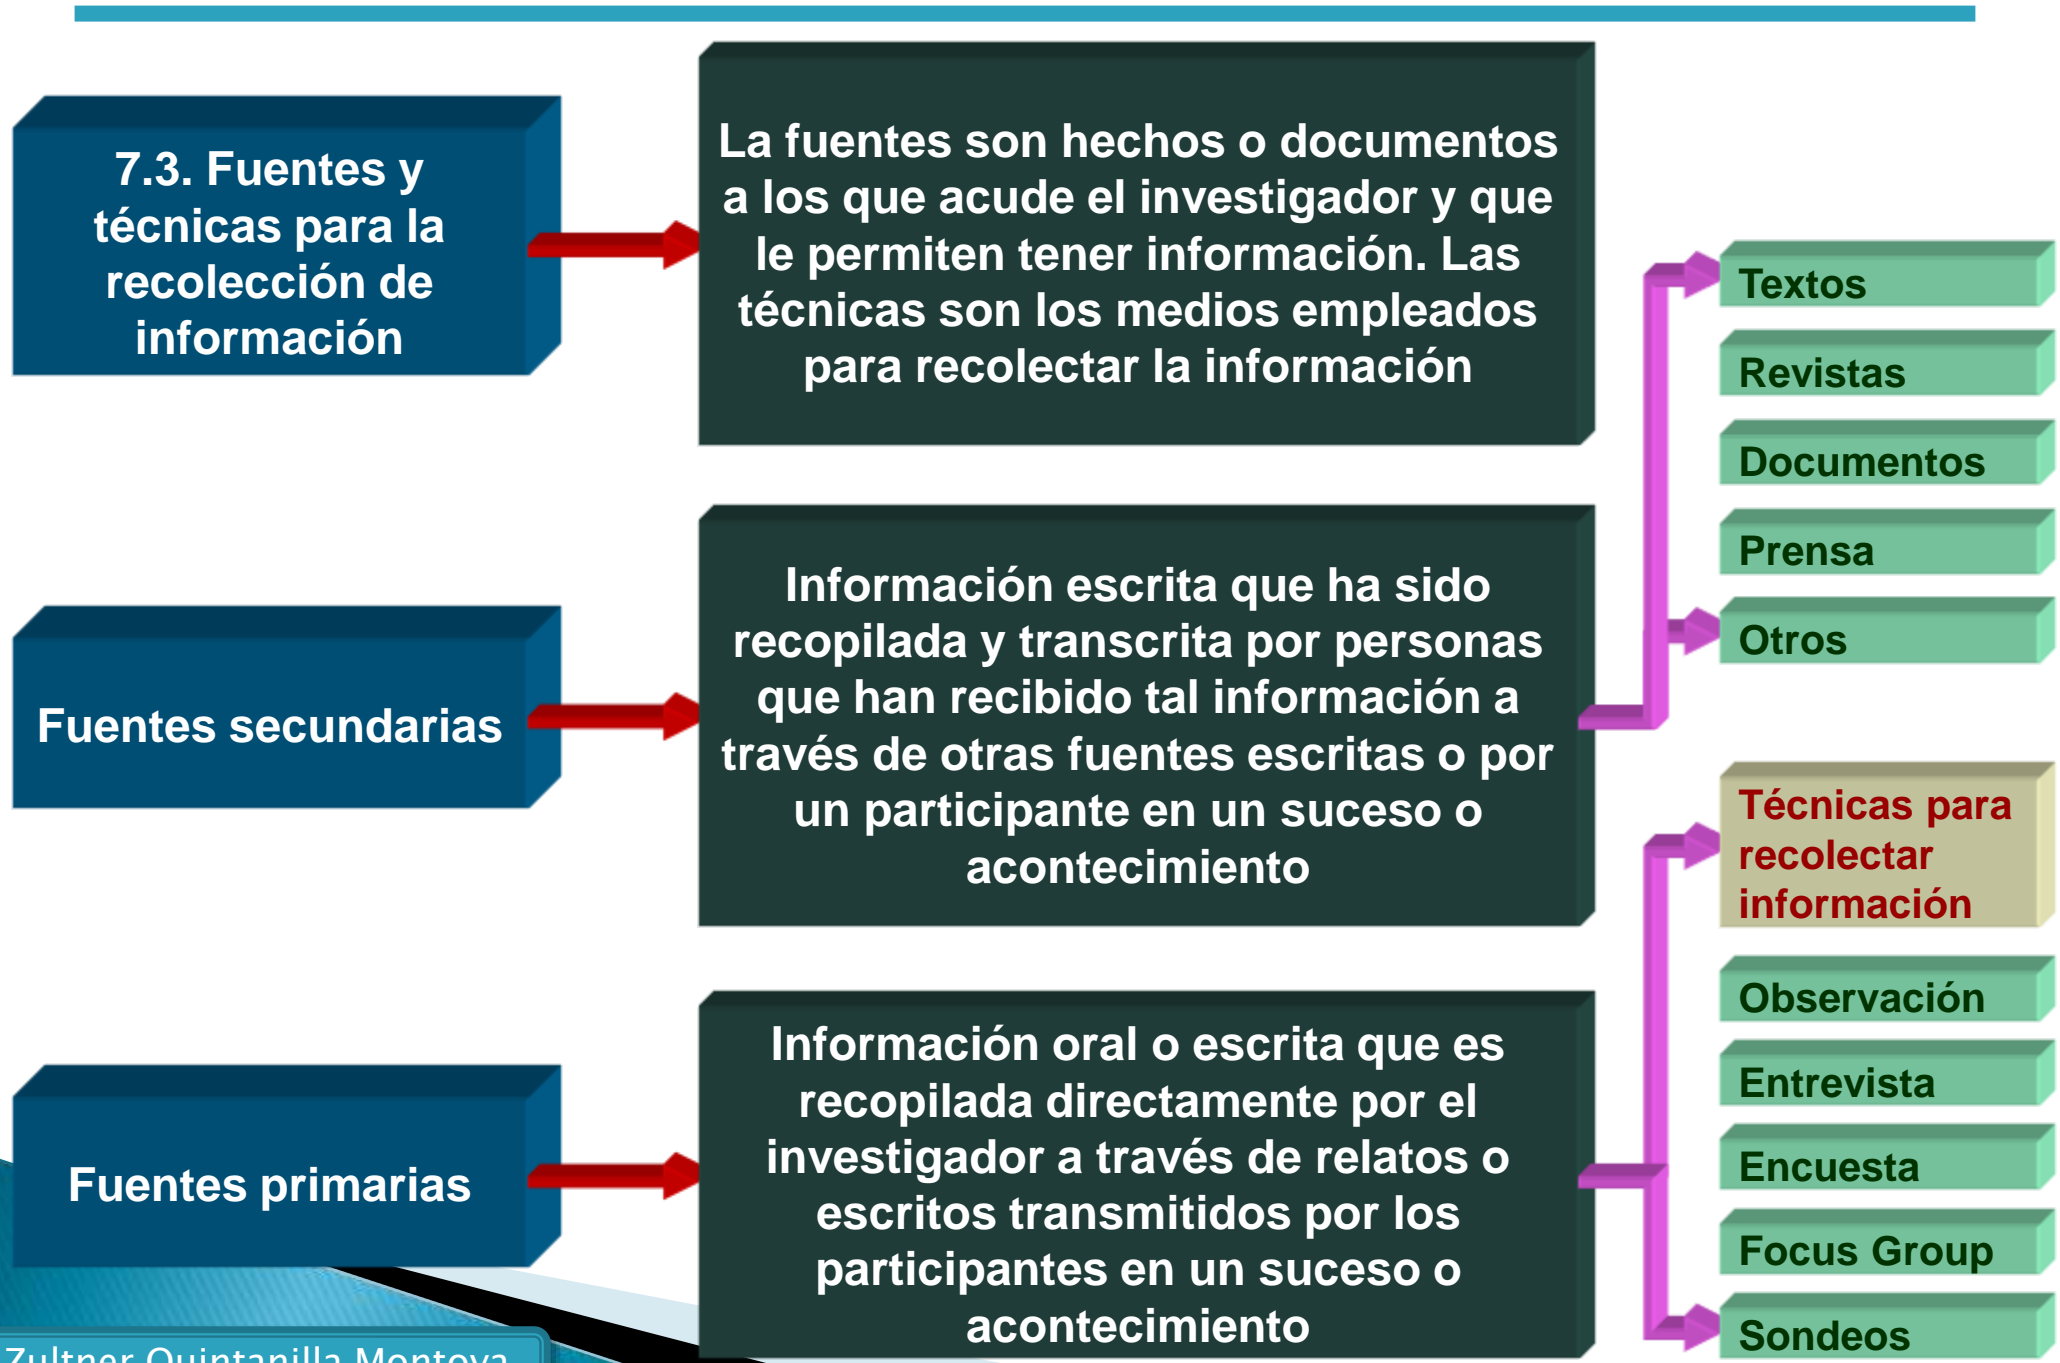 7.3. Fuentes y
técnicas para la
recolección de
información
La fuentes son hechos o documentos
a los que acude el investigador y que
le permiten tener información. Las
técnicas son los medios empleados
para recolectar la información
Textos
Revistas
Documentos
Prensa
Otros
Fuentes secundarias
Información escrita que ha sido
recopilada y transcrita por personas
que han recibido tal información a
través de otras fuentes escritas o por
un participante en un suceso o
acontecimiento
Técnicas para
recolectar
información
Observación
Entrevista
Encuesta
Focus Group
Sondeos
Fuentes primarias
Información oral o escrita que es
recopilada directamente por el
investigador a través de relatos o
escritos transmitidos por los
participantes en un suceso o
acontecimiento
Zultner Quintanilla Montoya